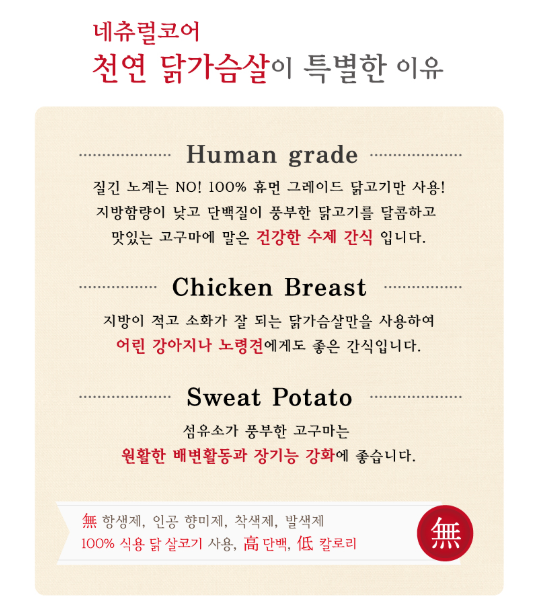 네츄럴코어
천연 닭가슴살이 특별한 이유
Human grade
질긴 노계는 NO! 100% 휴먼 그레이드 닭고기만 사용!
지방함량이 낮고 단백질이 풍부한 닭고기를 달콤하고
맛있는 고구마에 말은 건강한 수제 간식 입니다.
Chicken Breast
지방이 적고 소화가 잘 되는 닭가슴살만을 사용하여
어린 강아지나 노령견에게도 좋은 간식입니다.
Sweat Potato
섬유소가 풍부한 고구마는
원활한 배변활동과 장기능 강화에 좋습니다.
無 항생제, 인공 향미제, 착색제, 발색제
100% 식용 닭 살코기 사용, 高 단백, 低 칼로리
無